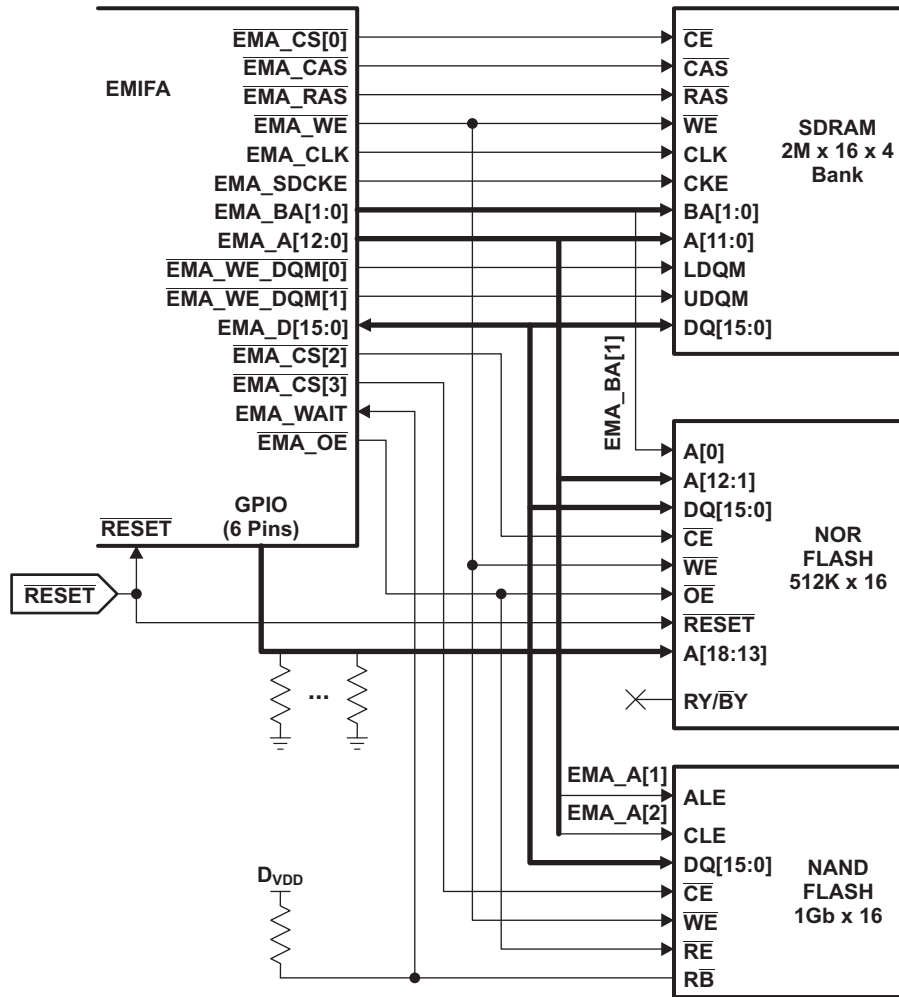 EMIFA
EMA_CS[0]
EMA_CAS
EMA_RAS
EMA_WE
EMA_CLK
EMA_SDCKE
EMA_BA[1:0]
EMA_A[12:0]
EMA_WE_DQM[0]
EMA_WE_DQM[1]
EMA_D[15:0]
EMA_CS[2]
EMA_CS[3]
EMA_WAIT
EMA_OE
GPIO
(6 Pins)
RESET
RESET
...
DVDD
EMA_BA[1]
EMA_A[1]
EMA_A[2]
CE
CAS
RAS
WE
CLK
CKE
BA[1:0]
A[11:0]
LDQM
UDQM
DQ[15:0]
SDRAM
2M x 16 x 4
Bank
A[0]
A[12:1]
DQ[15:0]
CE
WE
OE
RESET
A[18:13]
RY/BY
NOR
FLASH
512K x 16
ALE
CLE
DQ[15:0]
CE
WE
RE
RB
NAND
FLASH
1Gb x 16